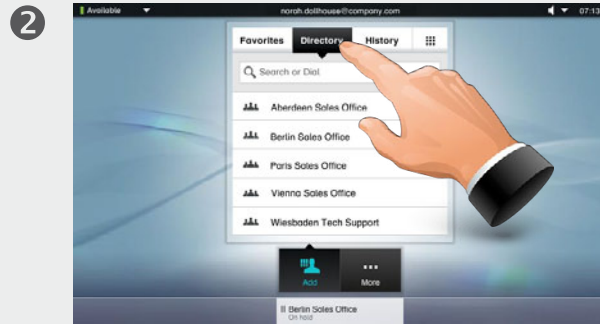 2
Available norah.dollhouse@company.com 07:13
Favorites Directory History
Search or Dial
Aberdeen Sales Office
Berlin Sales Office
Paris Sales Office
Vienna Sales Office
Wiesbaden Tech Support
Add More
Berlin Sales Office
On hold